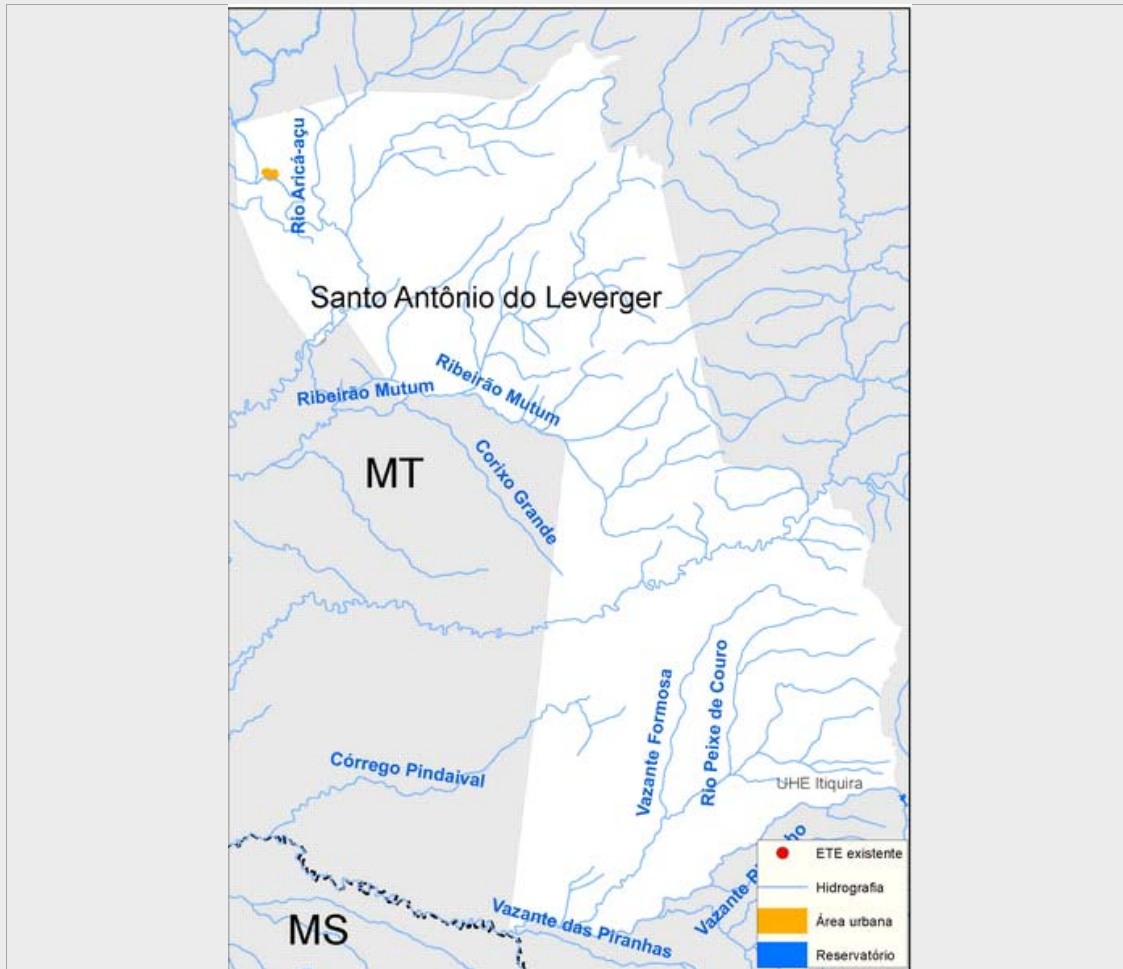 Rio Aricá-açu
Santo Antônio do Leverger
Ribeirão Mutum
Ribeirão Mutum
Corixo Grande
MT
Vazante Formosa
Rio Peixe de Couro
Córrego Pindaival
UHE Itiquira
Vazante
Vazante das Piranhas
MS
ETE existente
Hidrografia
Área urbana
Reservatório